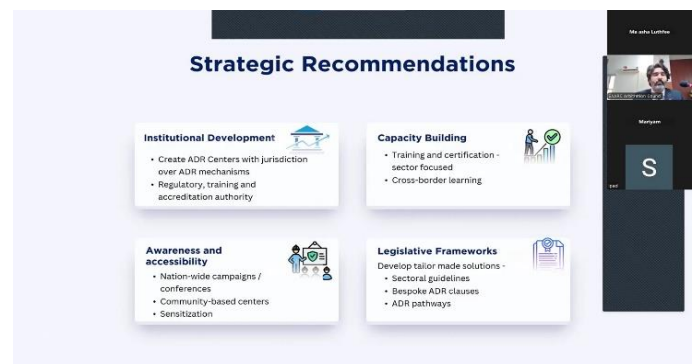 Strategic Recommendations
Institutional Development
• Create ADR Centers with jurisdiction
over ADR mechanisms
• Regulatory, training and
accreditation authority
Capacity Building
• Training and certification -
sector focused
• Cross-border learning
Awareness and
accessibility
• Nation-wide campaigns /
conferences
• Community-based centers
• Sensitization
Legislative Frameworks
Develop tailor made solutions -
• Sectoral guidelines
• Bespoke ADR clauses
• ADR pathways
Maryam
S